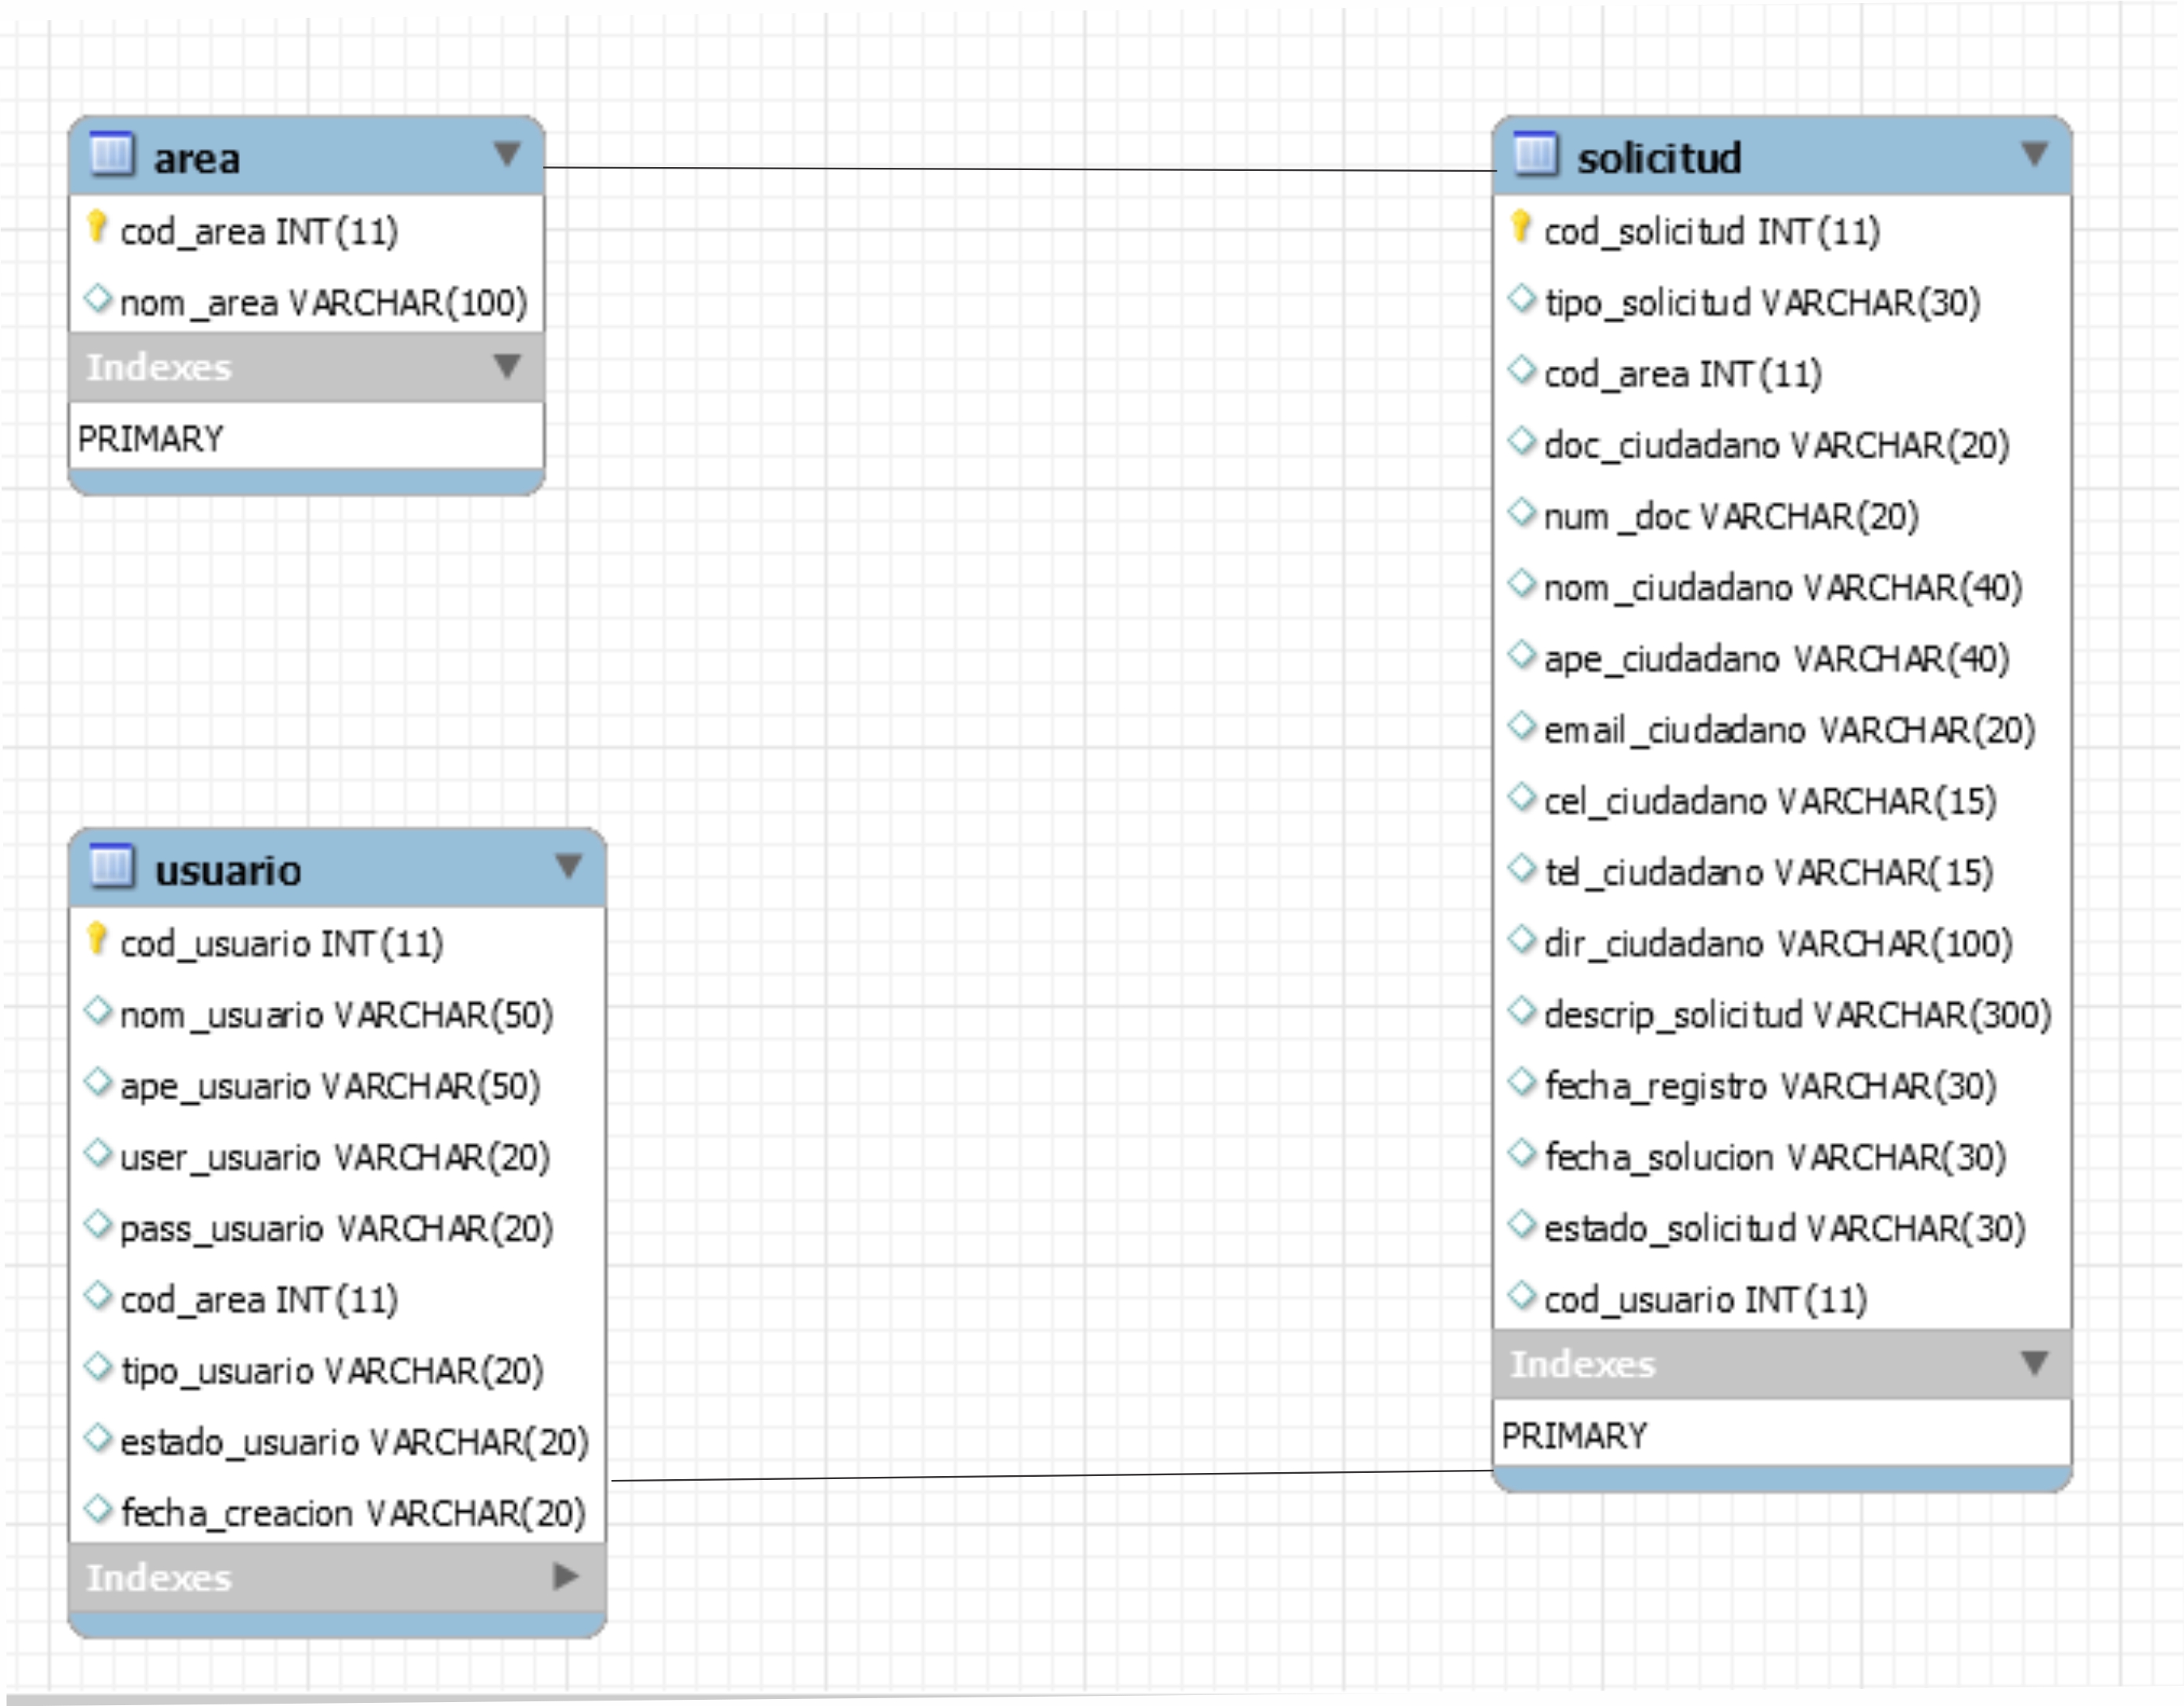 area
cod_area INT(11)
nom_area VARCHAR(100)
Indexes
PRIMARY
usuario
cod_usuario INT(11)
nom_usuario VARCHAR(50)
ape_usuario VARCHAR(50)
user_usuario VARCHAR(20)
pass_usuario VARCHAR(20)
cod_area INT(11)
tipo_usuario VARCHAR(20)
estado_usuario VARCHAR(20)
fecha_creacion VARCHAR(20)
Indexes
solicitud
cod_solicitud INT(11)
tipo_solicitud VARCHAR(30)
cod_area INT(11)
doc_ciudadano VARCHAR(20)
num_doc VARCHAR(20)
nom_ciudadano VARCHAR(40)
ape_ciudadano VARCHAR(40)
email_ciudadano VARCHAR(20)
cel_ciudadano VARCHAR(15)
tel_ciudadano VARCHAR(15)
dir_ciudadano VARCHAR(100)
descrip_solicitud VARCHAR(300)
fecha_registro VARCHAR(30)
fecha_solucion VARCHAR(30)
estado_solicitud VARCHAR(30)
cod_usuario INT(11)
Indexes
PRIMARY